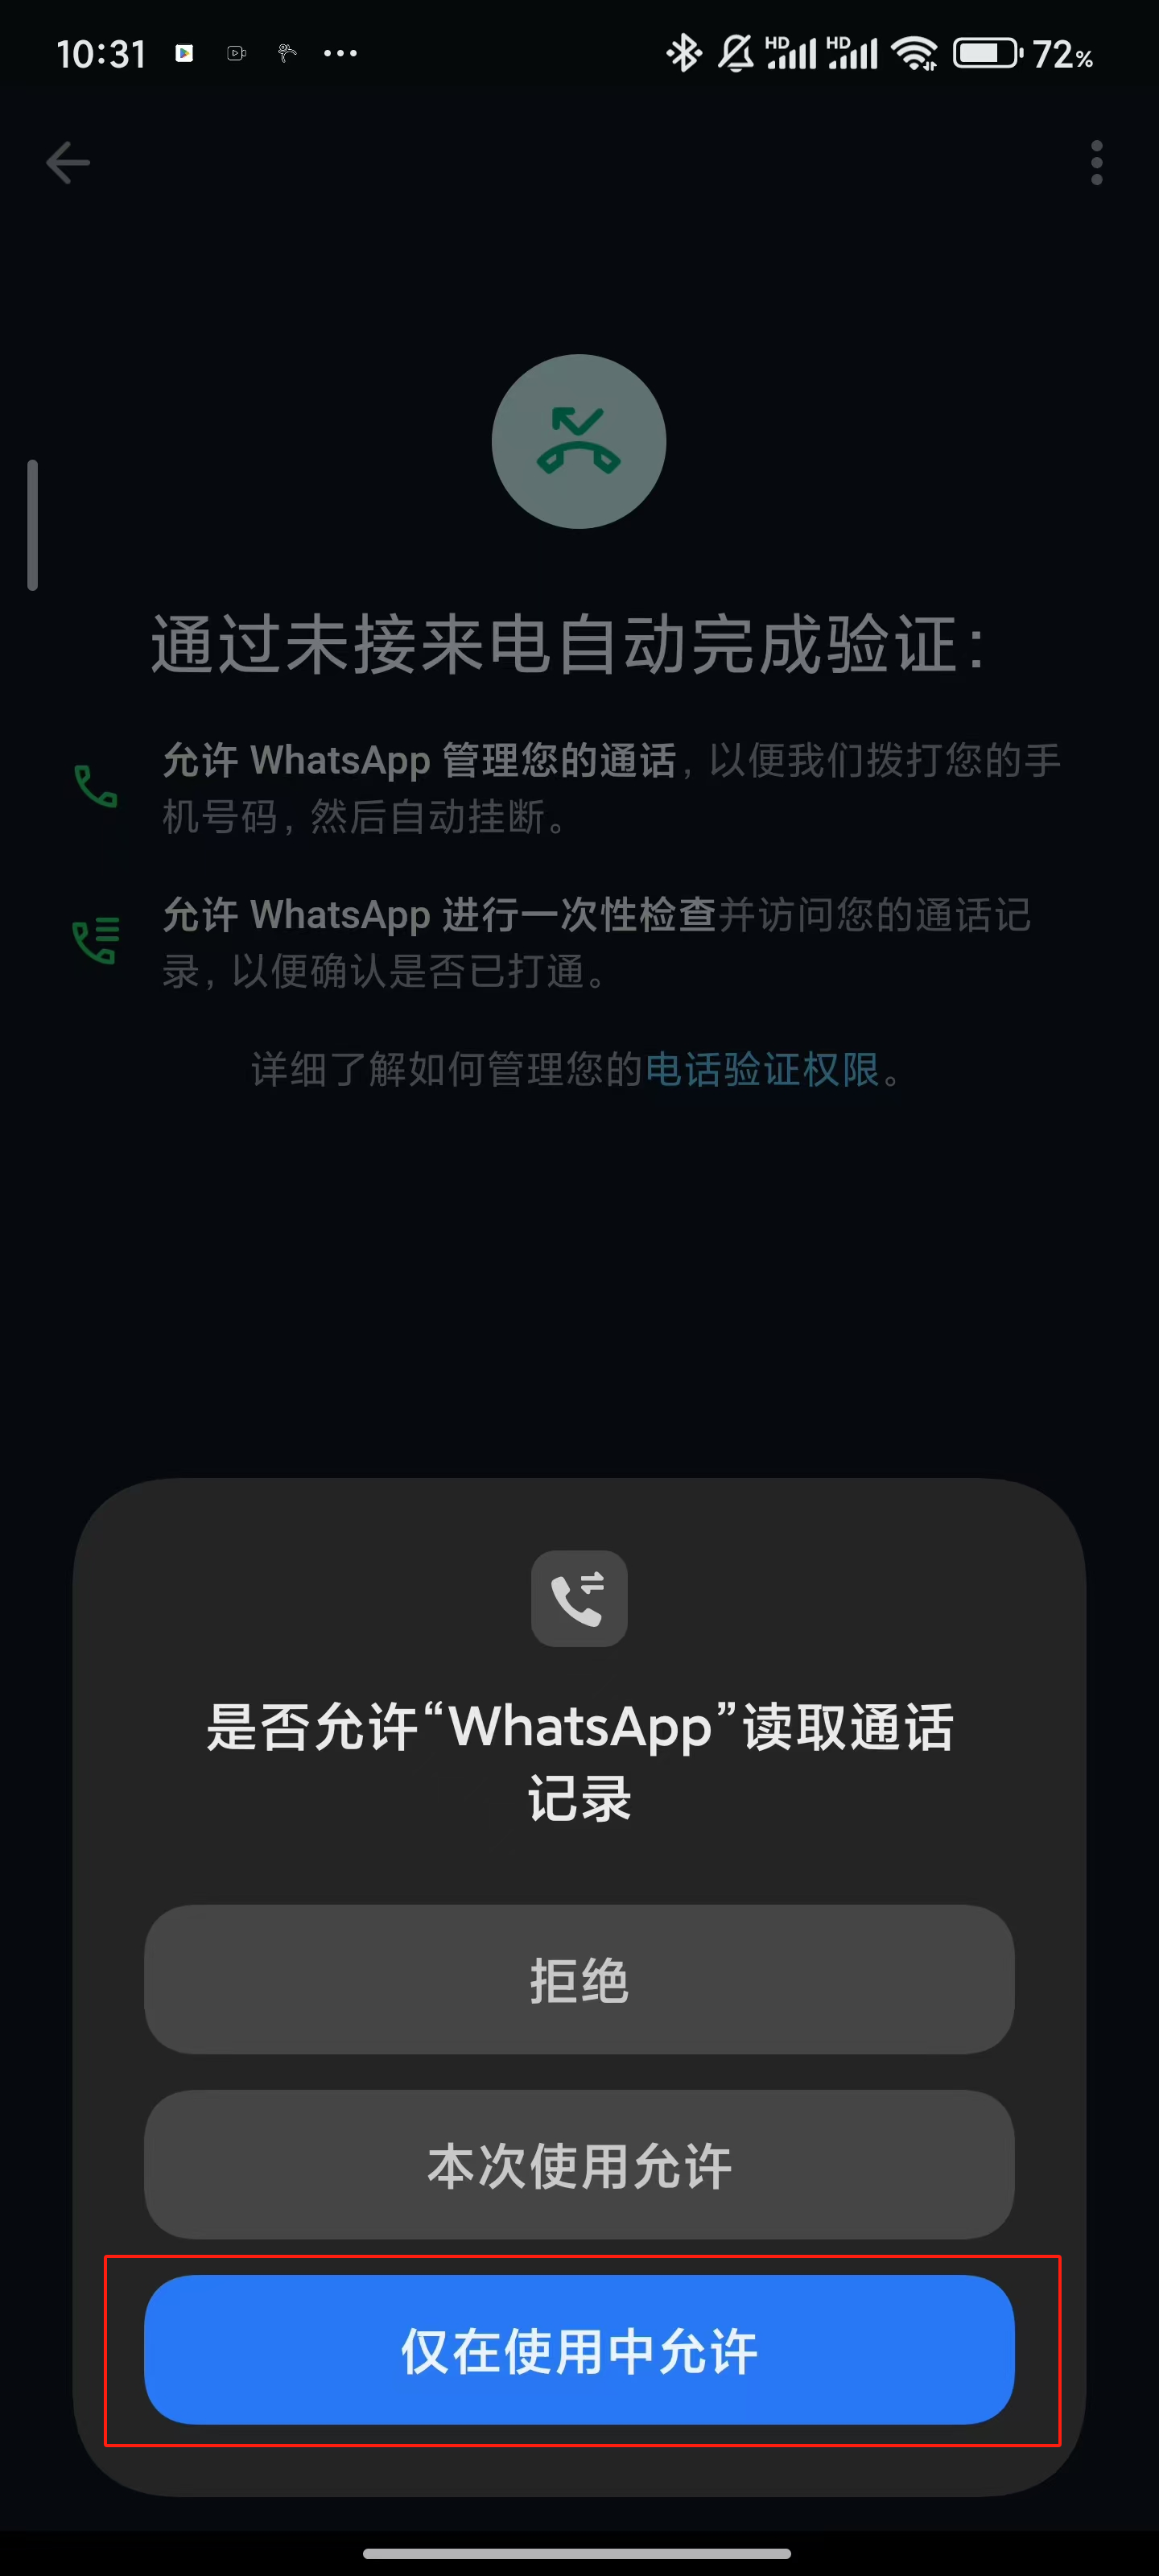 10:31
HD HD 72%
通过未接来电自动完成验证：
允许 WhatsApp 管理您的通话，以便我们拨打您的手
机号码，然后自动挂断。
允许 WhatsApp 进行一次性检查并访问您的通话记
录，以便确认是否已打通。
详细了解如何管理您的电话验证权限。
是否允许“WhatsApp”读取通话
记录
拒绝
本次使用允许
仅在使用中允许